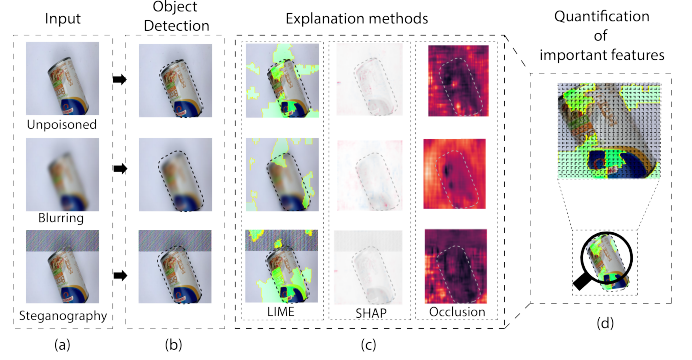 Input
Object
Detection
Explanation methods
Quantification
of
important features
Unpoisoned
Blurring
Steganography
LIME
SHAP
Occlusion
(a)
(b)
(c)
(d)